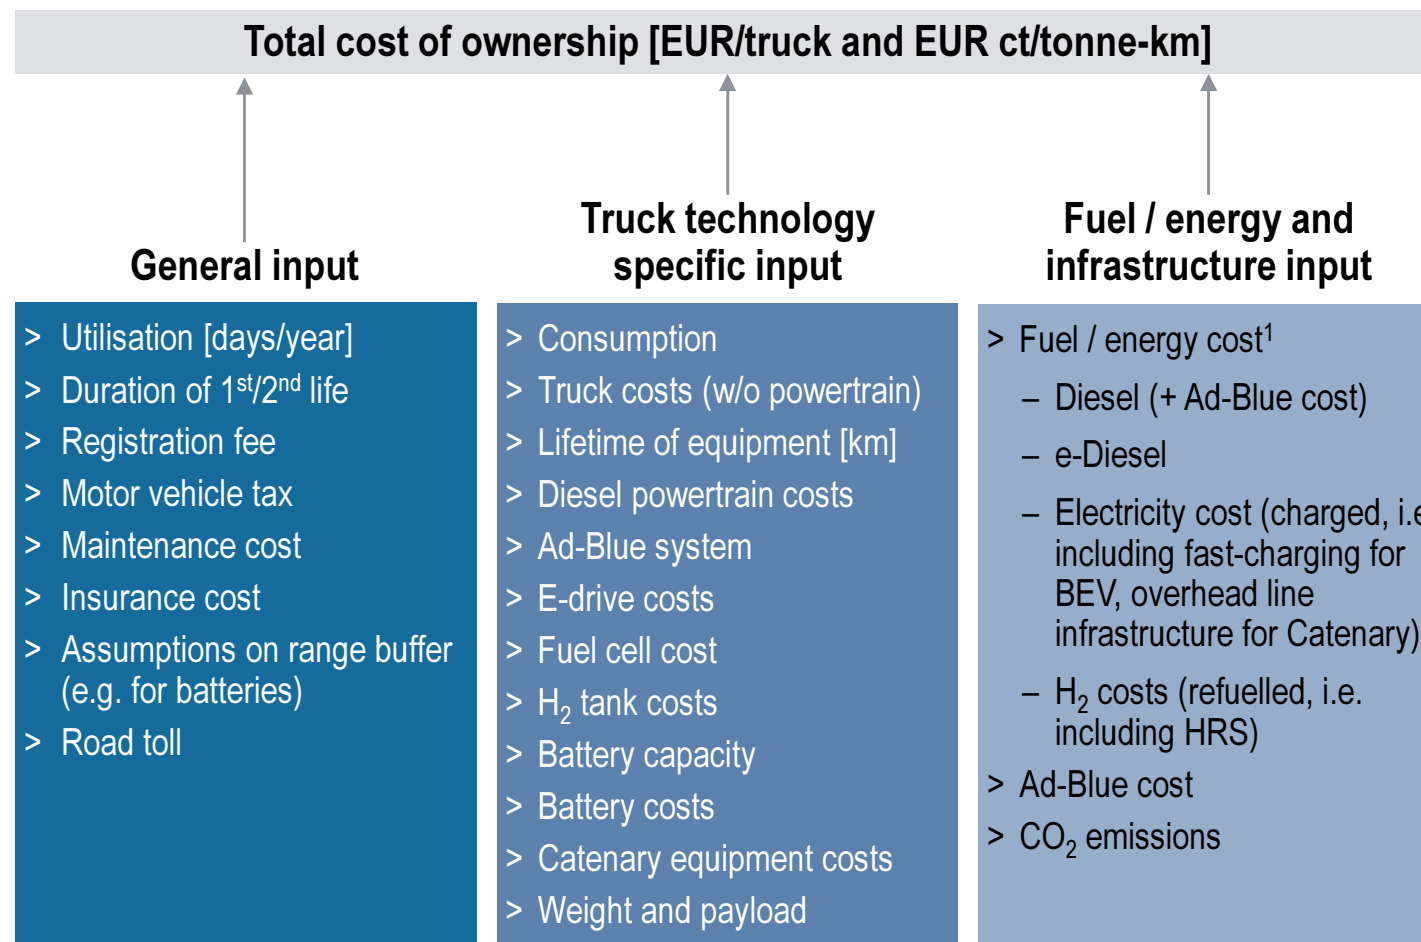 Total cost of ownership [EUR/truck and EUR ct/tonne-km]
General input
> Utilisation [days/year]
> Duration of 1st/2nd life
> Registration fee
> Motor vehicle tax
> Maintenance cost
> Insurance cost
> Assumptions on range buffer
(e.g. for batteries)
> Road toll
Truck technology
specific input
> Consumption
> Truck costs (w/o powertrain)
> Lifetime of equipment [km]
> Diesel powertrain costs
> Ad-Blue system
> E-drive costs
> Fuel cell cost
> H₂ tank costs
> Battery capacity
> Battery costs
> Catenary equipment costs
> Weight and payload
Fuel / energy and
infrastructure input
> Fuel / energy cost¹
– Diesel (+ Ad-Blue cost)
– e-Diesel
– Electricity cost (charged, i.e
including fast-charging for
BEV, overhead line
infrastructure for Catenary)
– H₂ costs (refuelled, i.e.
including HRS)
> Ad-Blue cost
> CO₂ emissions